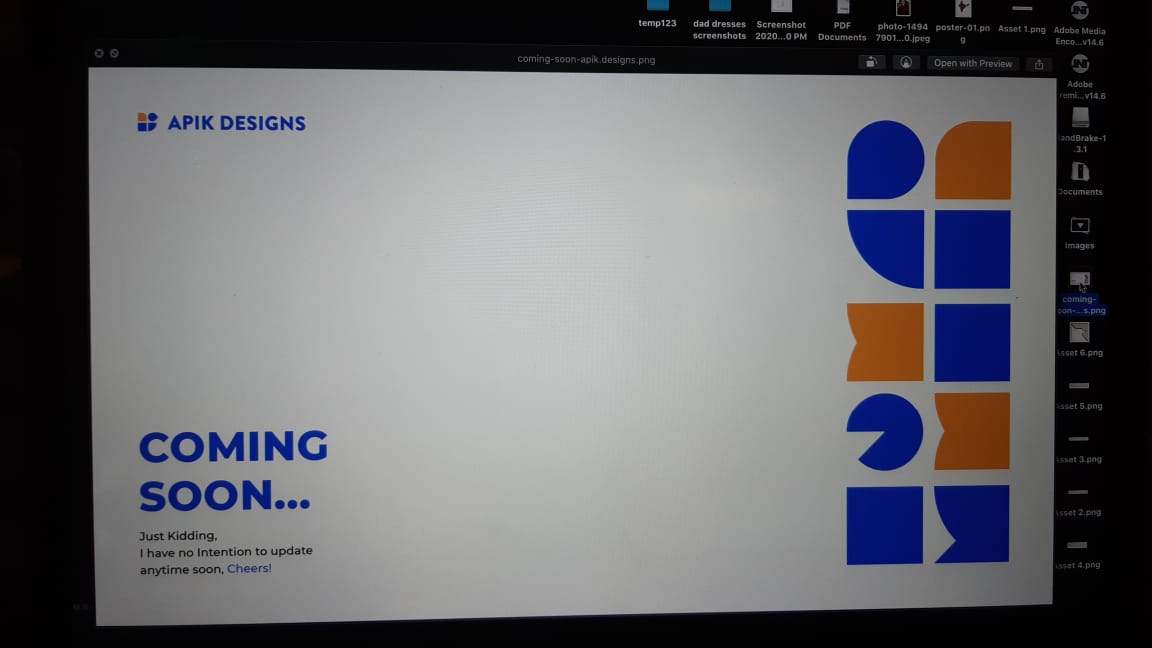 temp123
dad dresses
screenshots
Screenshot
2020...0 PM
PDF
Documents
photo-1494
7901...0.jpeg
poster-01.pn
g
Asset 1.png
Adobe Media
Enco...v14.6
coming-soon-apik.designs.png
Open with Preview
Adobe
remi...v14.6
andBrake-1
.3.1
Documents
Images
coming-
oon-...s.png
Asset 6.png
Asset 5.png
Asset 3.png
Asset 2.png
Asset 4.png
APIK DESIGNS
COMING
SOON...
Just Kidding,
I have no Intention to update
anytime soon, Cheers!